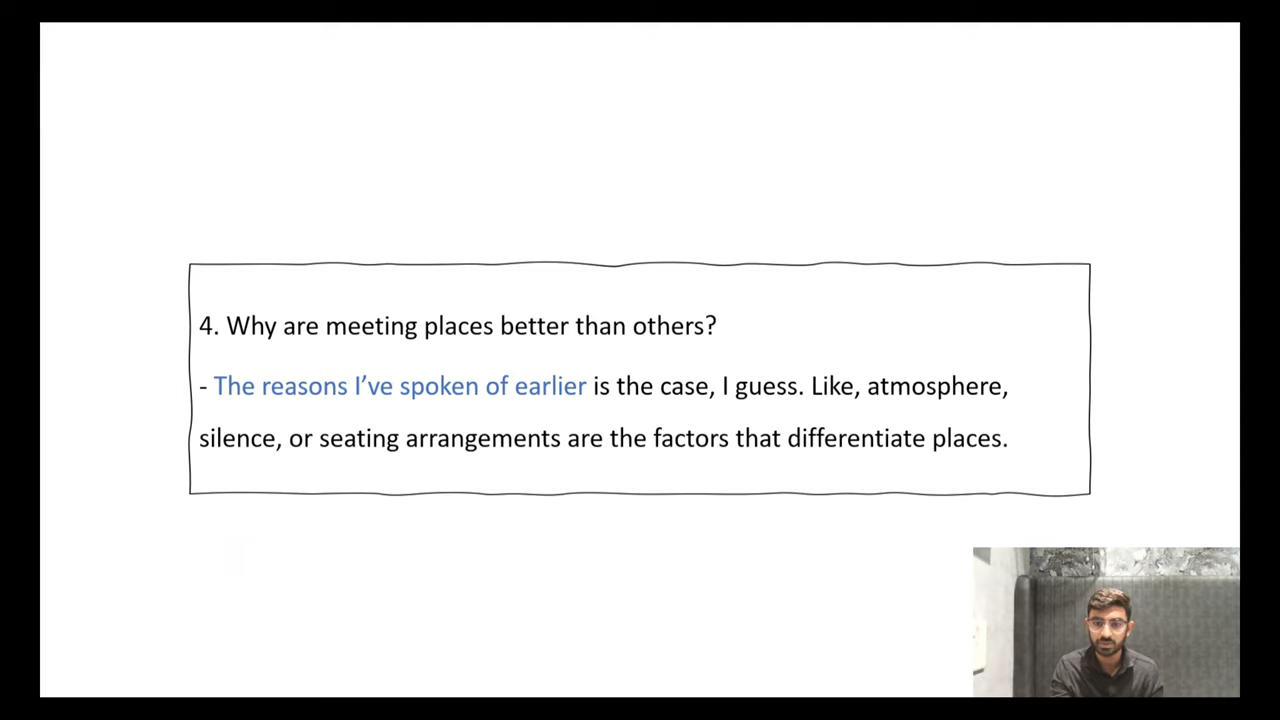 4. Why are meeting places better than others?
- The reasons I’ve spoken of earlier is the case, I guess. Like, atmosphere,
silence, or seating arrangements are the factors that differentiate places.